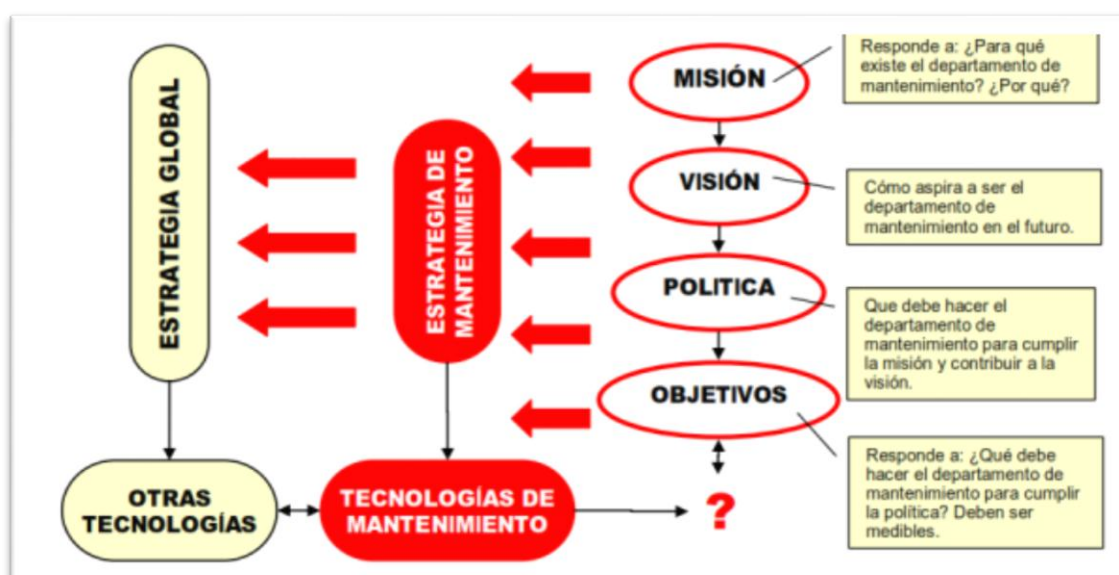 ESTRATEGIA GLOBAL
ESTRATEGIA DE
MANTENIMIENTO
MISIÓN
Responde a: ¿Para qué
existe el departamento de
mantenimiento? ¿Por qué?
VISIÓN
Cómo aspira a ser el
departamento de
mantenimiento en el futuro.
POLITICA
Que debe hacer el
departamento de
mantenimiento para cumplir
la misión y contribuir a la
visión.
OBJETIVOS
Responde a: ¿Qué debe
hacer el departamento de
mantenimiento para cumplir
la política? Deben ser
medibles.
OTRAS
TECNOLOGÍAS
TECNOLOGÍAS DE
MANTENIMIENTO
?